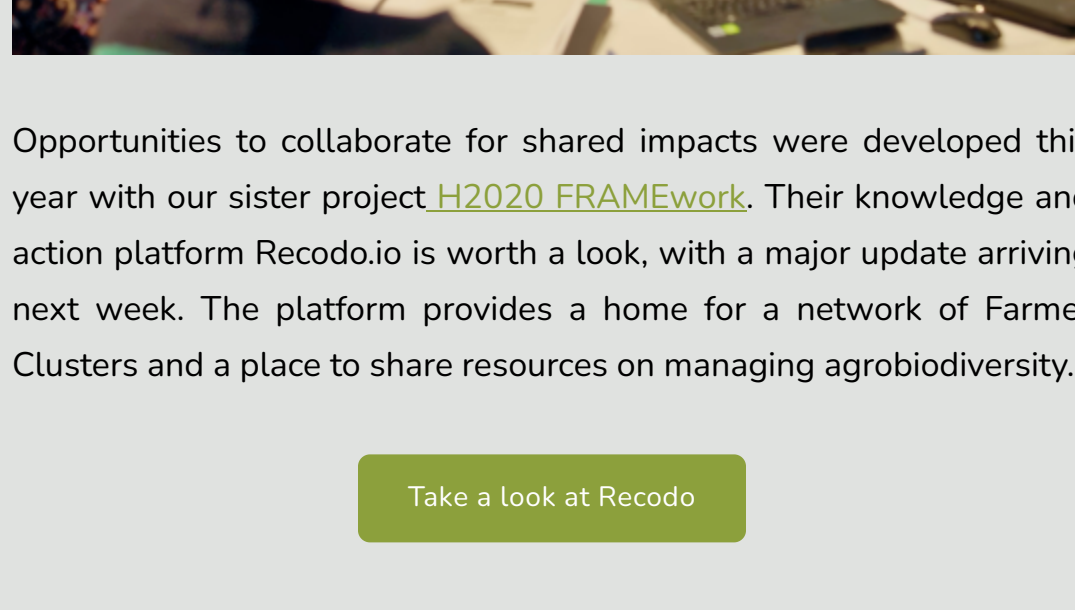 Opportunities to collaborate for shared impacts were developed thi
year with our sister project H2020 FRAMEwork. Their knowledge and
action platform Recodo.io is worth a look, with a major update arriving
next week. The platform provides a home for a network of Farme
Clusters and a place to share resources on managing agrobiodiversity.
Take a look at Recodo